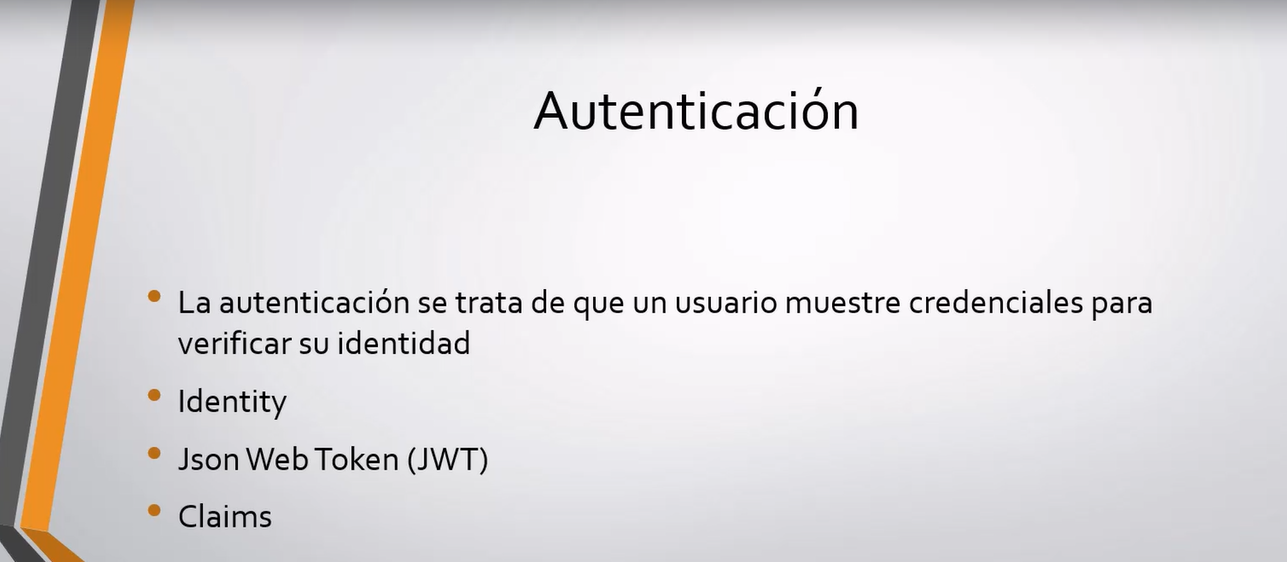 Autenticación
La autenticación se trata de que un usuario muestre credenciales para
verificar su identidad
Identity
Json Web Token (JWT)
Claims